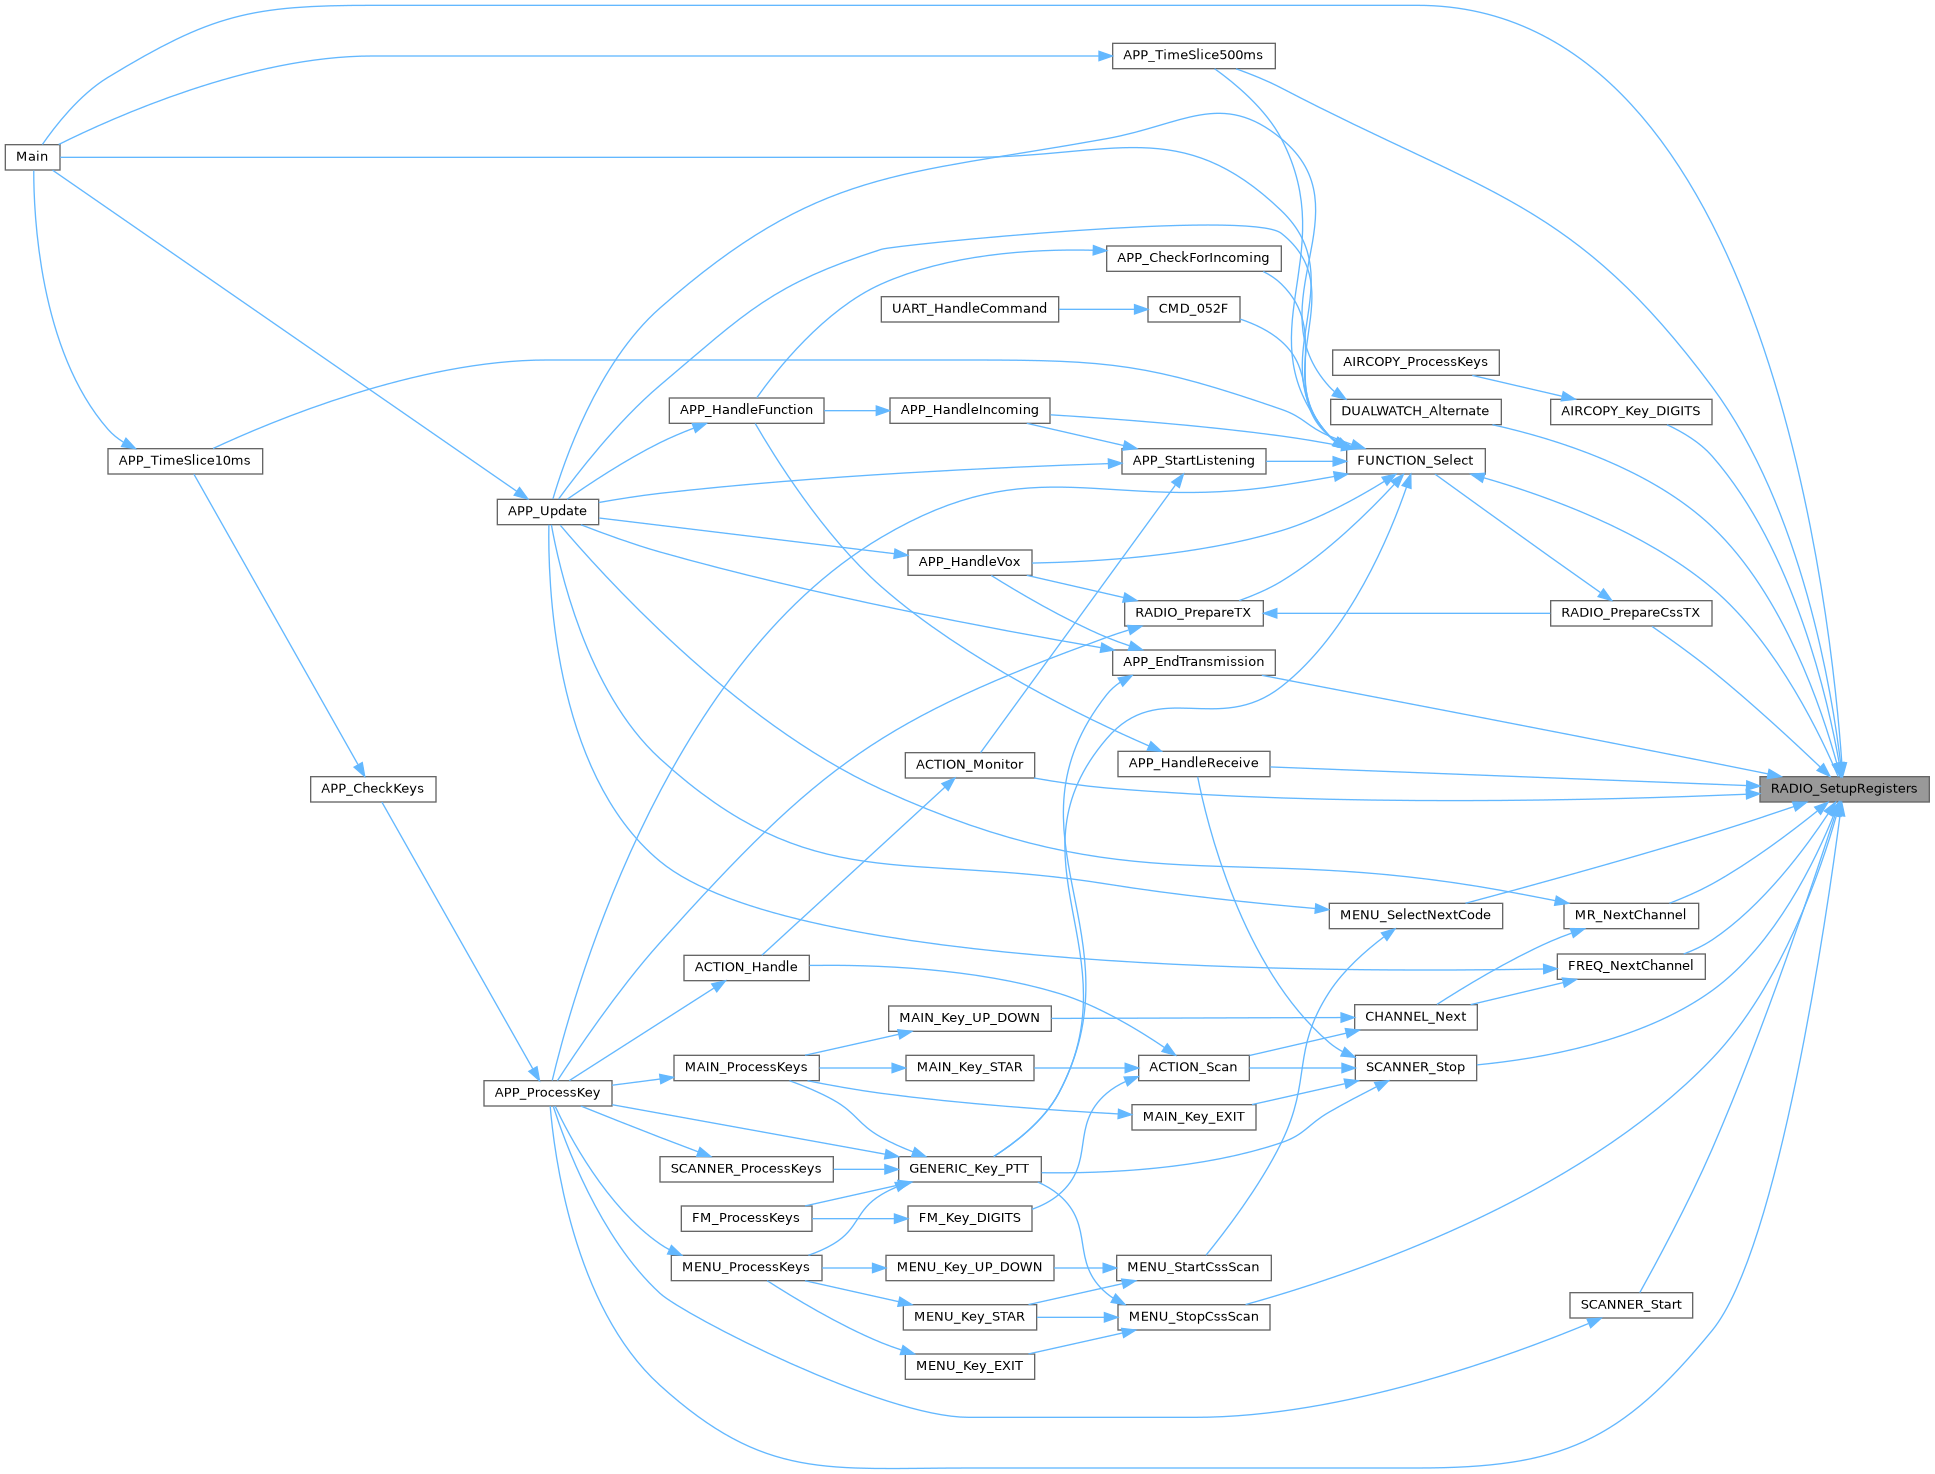 APP_TimeSlice500ms
Main
APP_CheckForIncoming
UART_HandleCommand
CMD_052F
AIRCOPY_ProcessKeys
APP_HandleFunction
APP_HandleIncoming
DUALWATCH_Alternate
AIRCOPY_Key_DIGITS
APP_TimeSlice10ms
APP_StartListening
FUNCTION_Select
APP_Update
APP_HandleVox
RADIO_PrepareTX
RADIO_PrepareCssTX
APP_EndTransmission
ACTION_Monitor
APP_HandleReceive
APP_CheckKeys
RADIO_SetupRegisters
MENU_SelectNextCode
MR_NextChannel
ACTION_Handle
FREQ_NextChannel
MAIN_Key_UP_DOWN
CHANNEL_Next
MAIN_ProcessKeys
MAIN_Key_STAR
ACTION_Scan
SCANNER_Stop
APP_ProcessKey
MAIN_Key_EXIT
SCANNER_ProcessKeys
GENERIC_Key_PTT
FM_ProcessKeys
FM_Key_DIGITS
MENU_ProcessKeys
MENU_Key_UP_DOWN
MENU_StartCssScan
SCANNER_Start
MENU_Key_STAR
MENU_StopCssScan
MENU_Key_EXIT